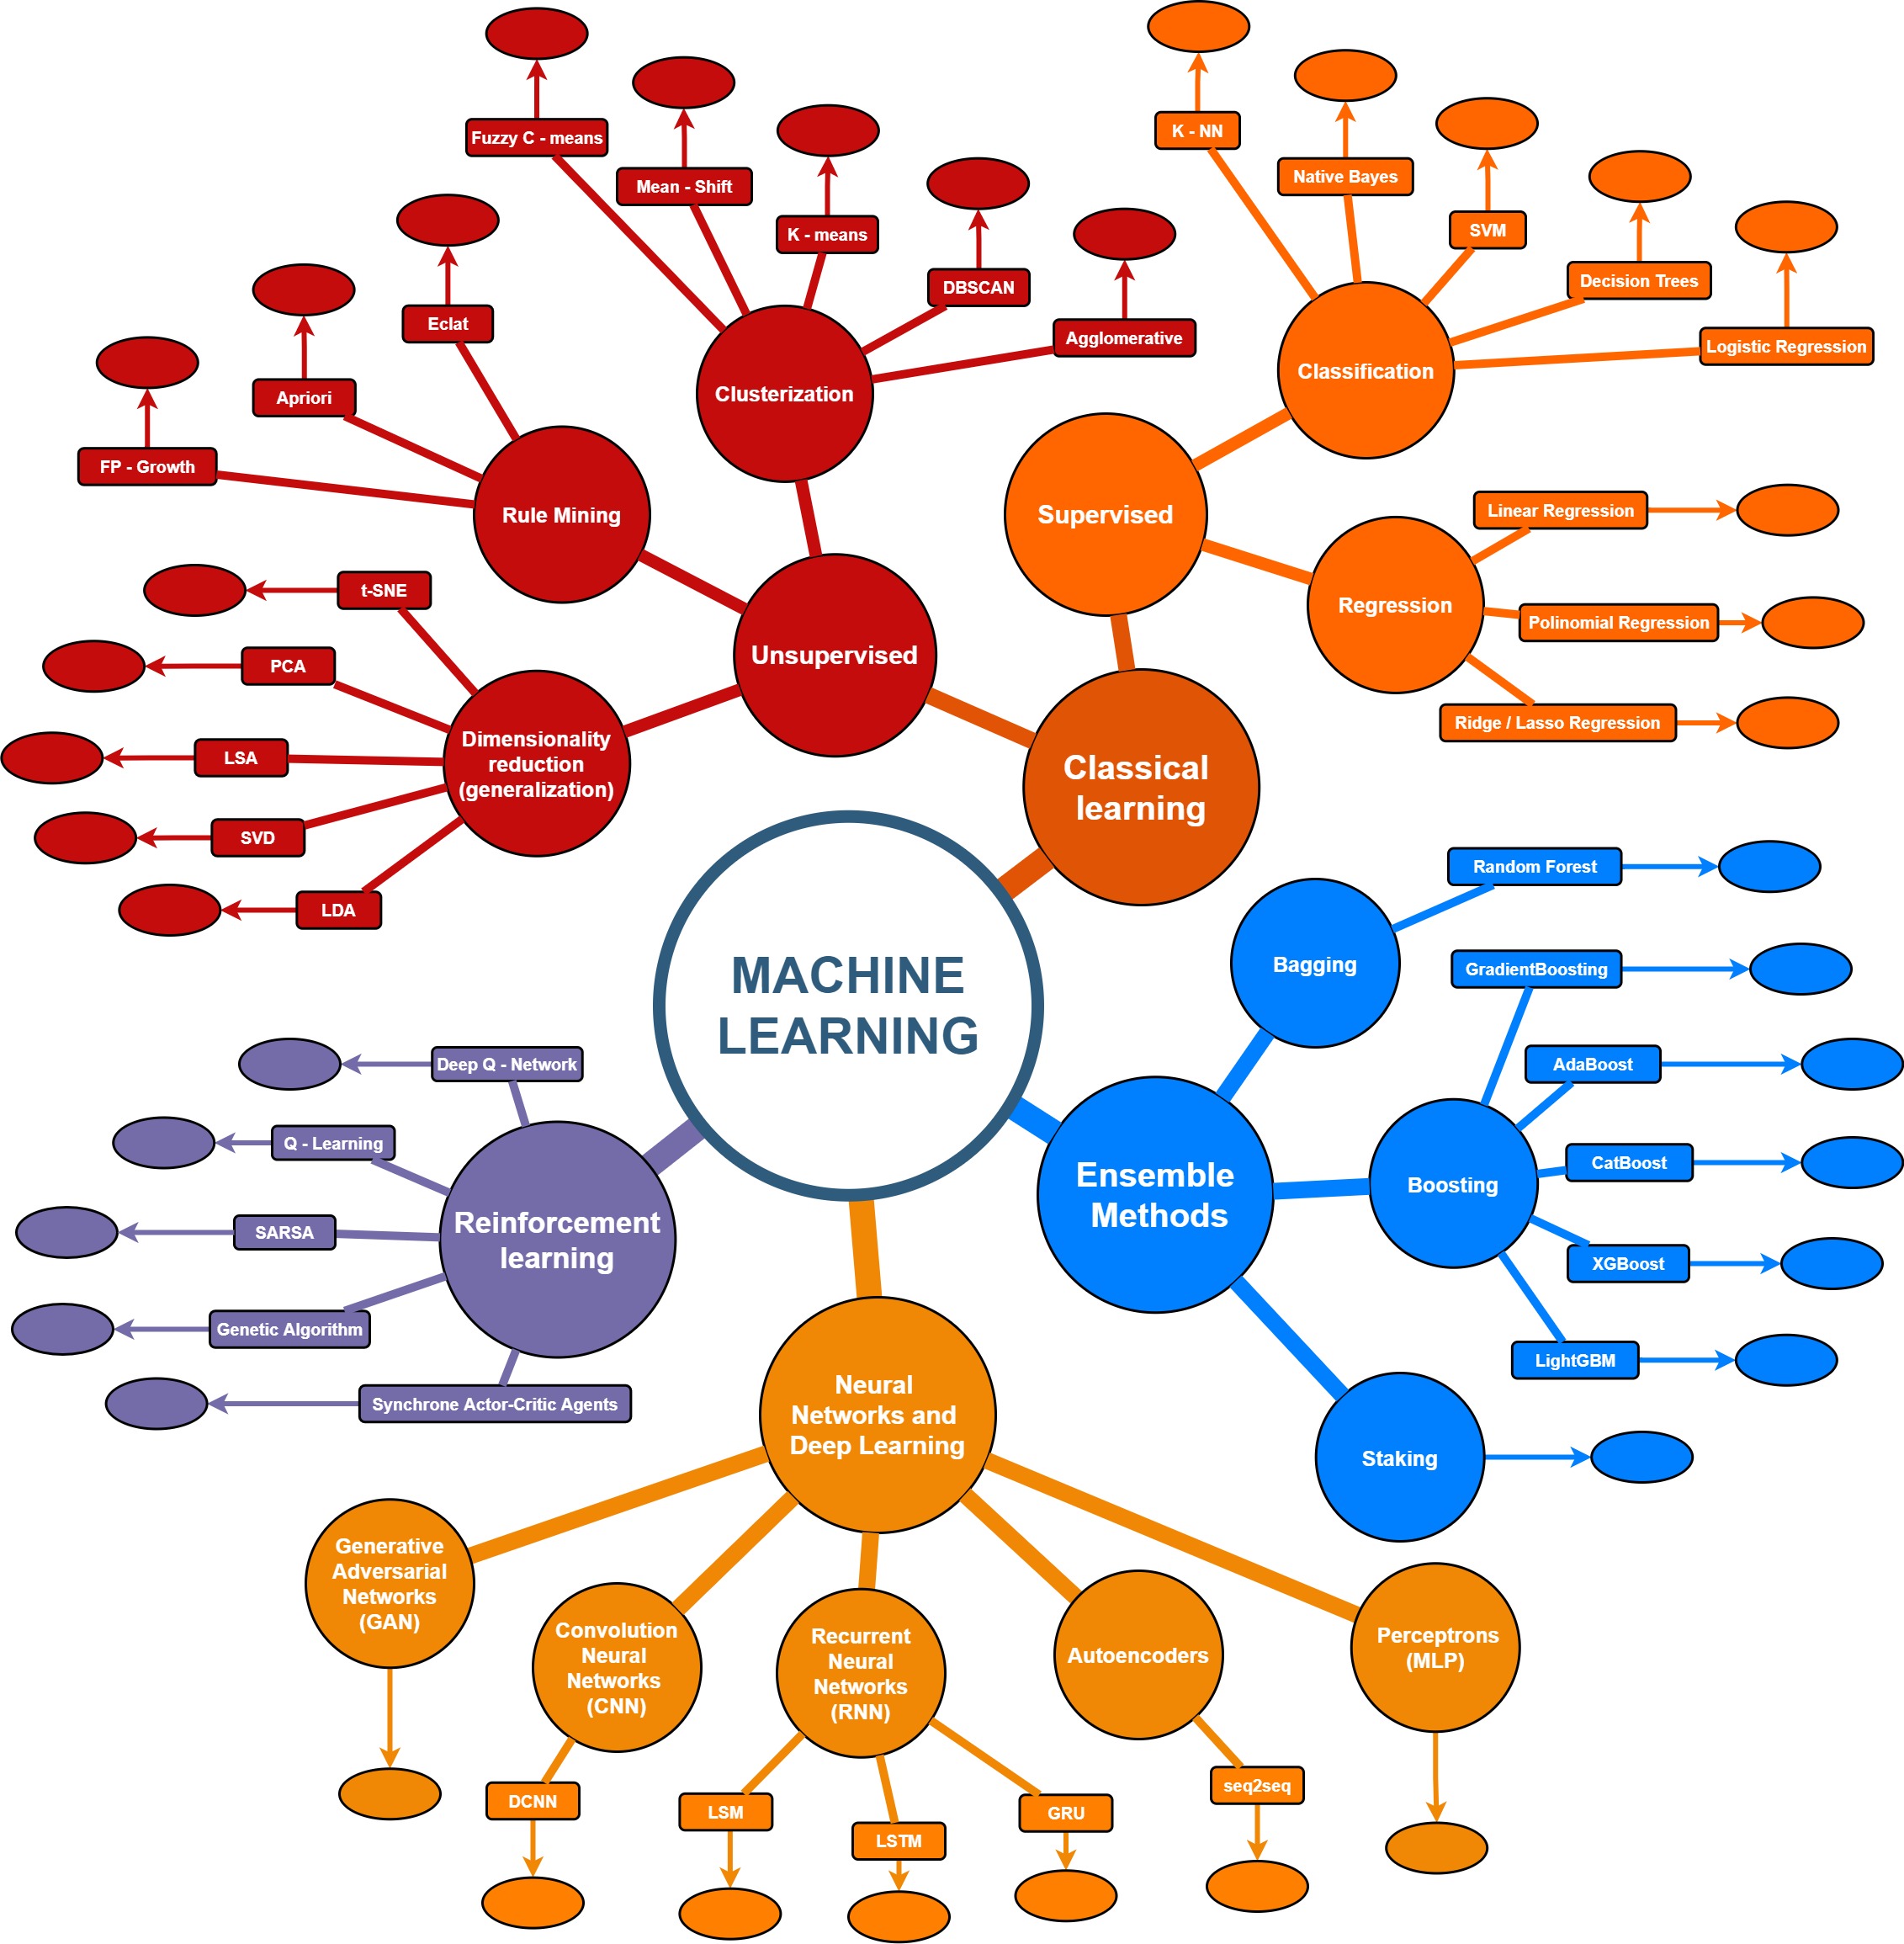 Fuzzy C - means
Mean - Shift
K - means
DBSCAN
Agglomerative
Eclat
Apriori
FP - Growth
Clusterization
Rule Mining
K - NN
Native Bayes
SVM
Decision Trees
Logistic Regression
Classification
Supervised
Linear Regression
Polinomial Regression
Ridge / Lasso Regression
Regression
t-SNE
PCA
LSA
SVD
LDA
Dimensionality
reduction
(generalization)
Unsupervised
Classical
learning
MACHINE
LEARNING
Random Forest
Bagging
GradientBoosting
AdaBoost
CatBoost
XGBoost
LightGBM
Boosting
Ensemble
Methods
Staking
Deep Q - Network
Q - Learning
SARSA
Genetic Algorithm
Synchrone Actor-Critic Agents
Reinforcement
learning
Neural
Networks and
Deep Learning
Generative
Adversarial
Networks
(GAN)
Convolution
Neural
Networks
(CNN)
Recurrent
Neural
Networks
(RNN)
Autoencoders
Perceptrons
(MLP)
DCNN
LSM
LSTM
GRU
seq2seq